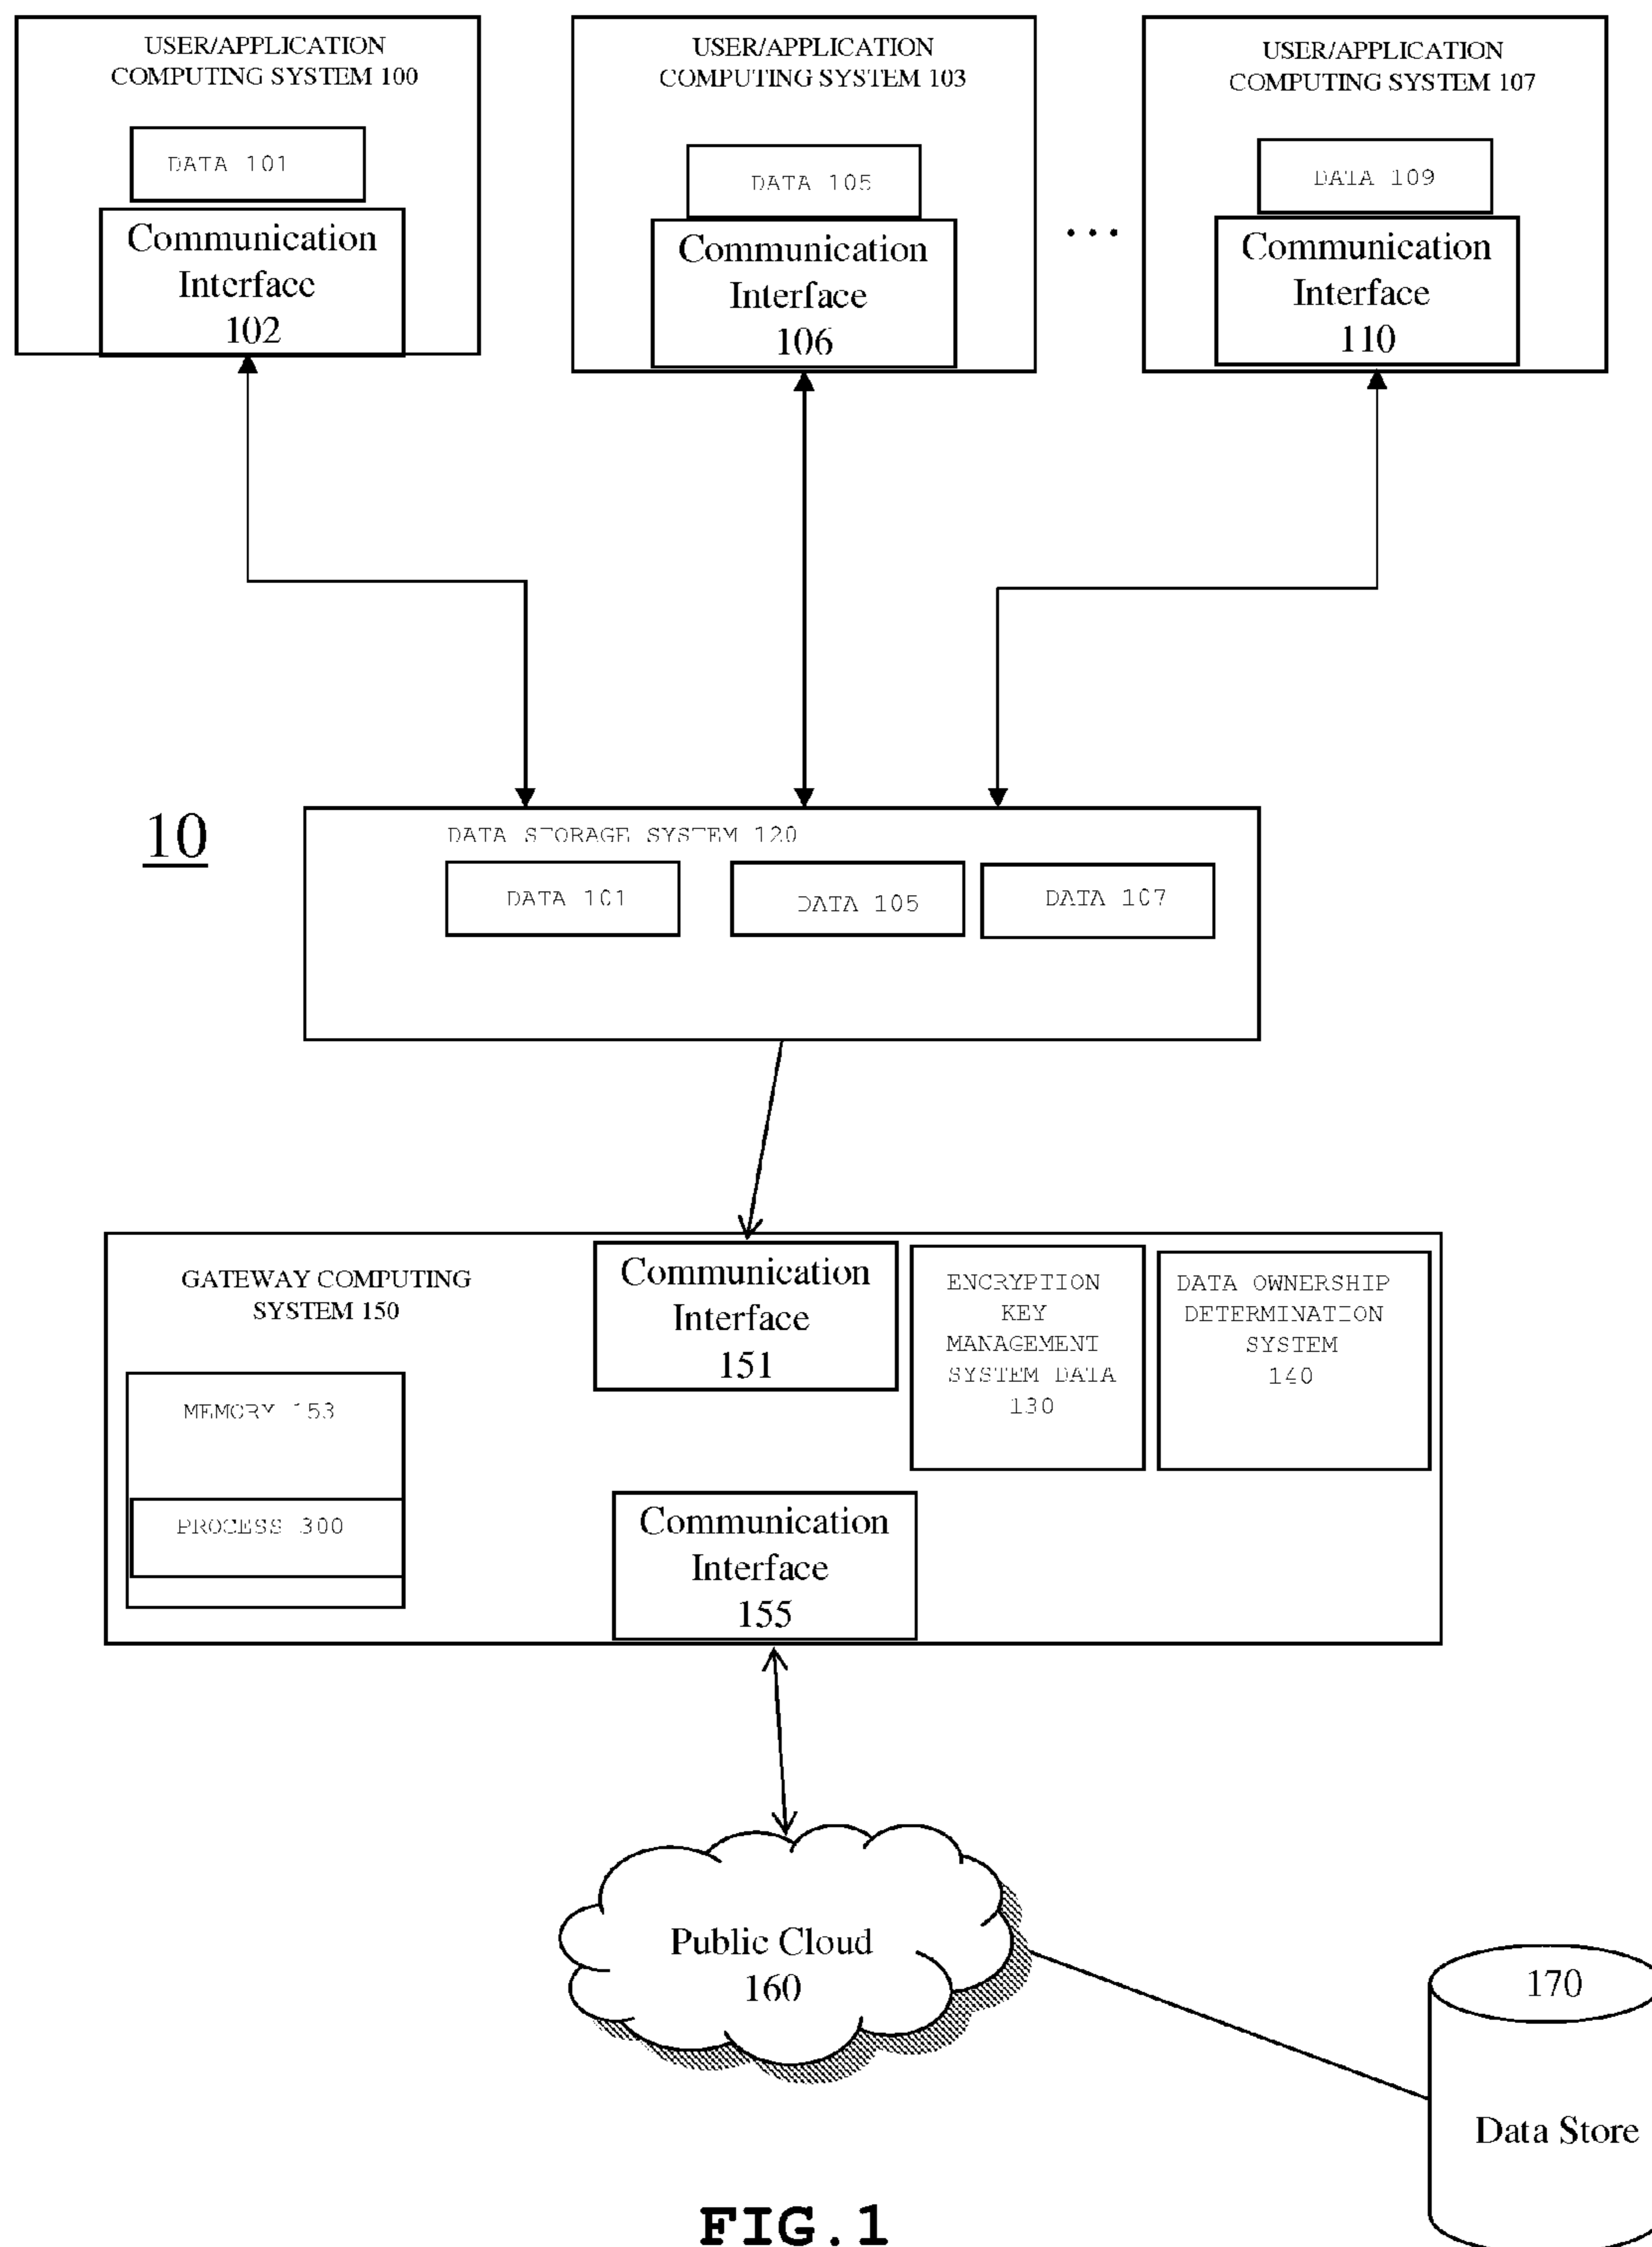 USER/APPLICATION
COMPUTING SYSTEM 100
DATA 101
Communication
Interface
102
USER/APPLICATION
COMPUTING SYSTEM 103
DATA 105
Communication
Interface
106
...
USER/APPLICATION
COMPUTING SYSTEM 107
DATA 109
Communication
Interface
110
10
DATA STORAGE SYSTEM 120
DATA 101
DATA 105
DATA 107
GATEWAY COMPUTING
SYSTEM 150
MEMORY 153
PROCESS 300
Communication
Interface
151
ENCRYPTION
KEY
MANAGEMENT
SYSTEM DATA
130
DATA OWNERSHIP
DETERMINATION
SYSTEM
140
Communication
Interface
155
Public Cloud
160
170
Data Store
FIG.1